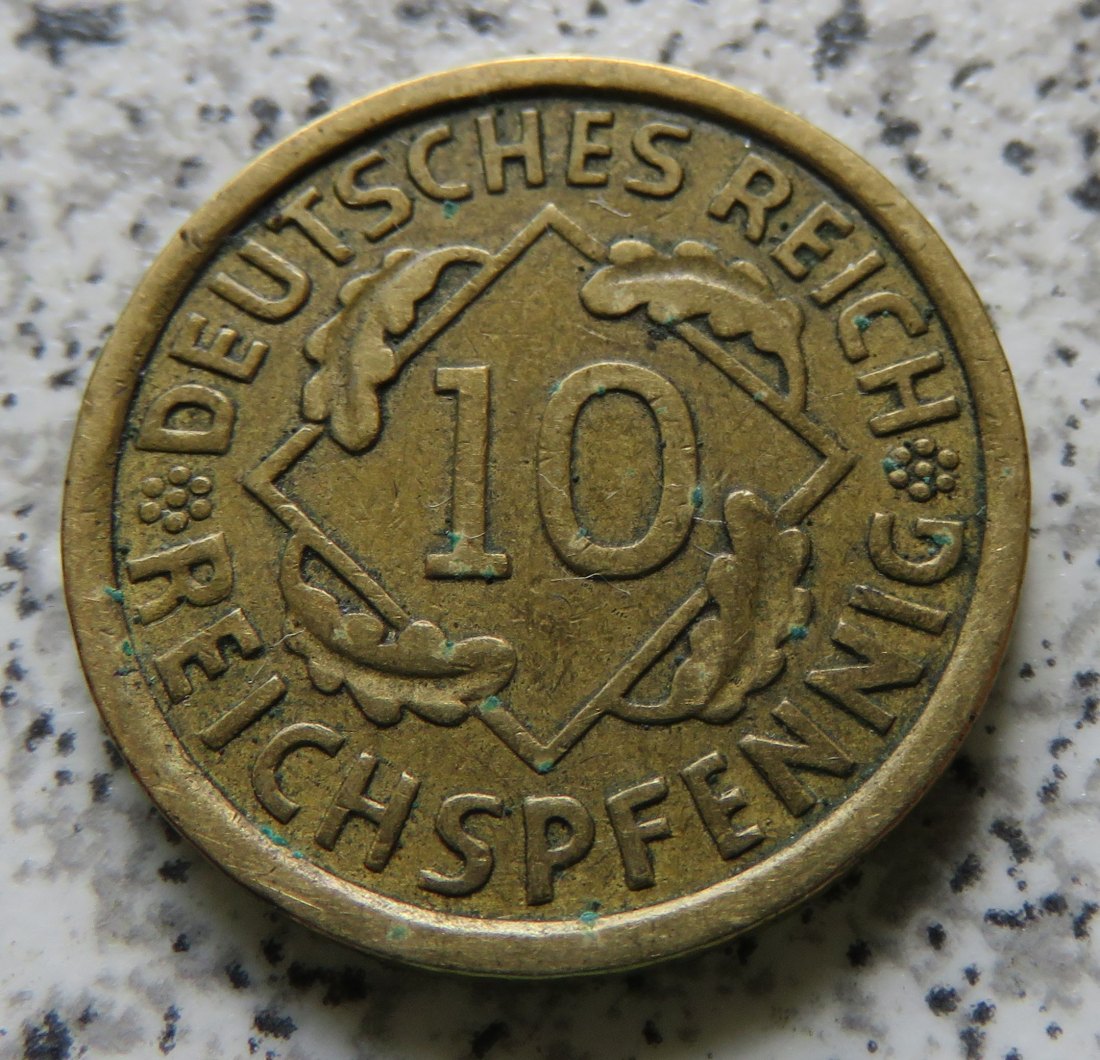 DEUTSCHES REICH
10
REICHSPFENNIG